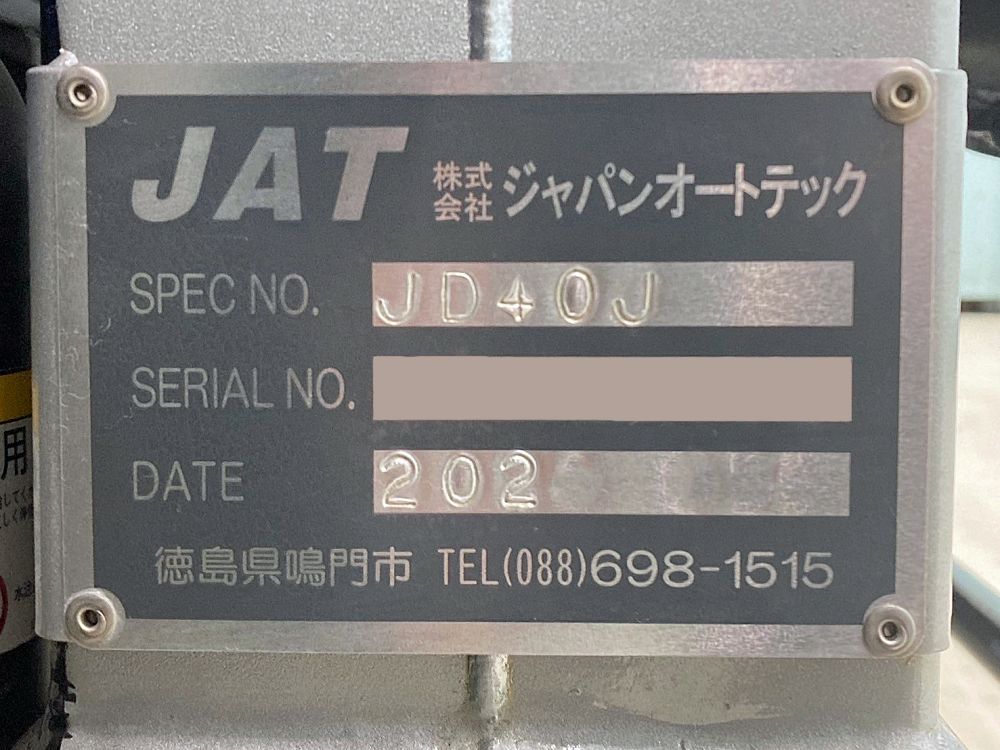 JAT 株式会社 ジャパンオートテック
SPEC NO. JD40J
SERIAL NO.
DATE 202
徳島県鳴門市 TEL(088)698-1515
用